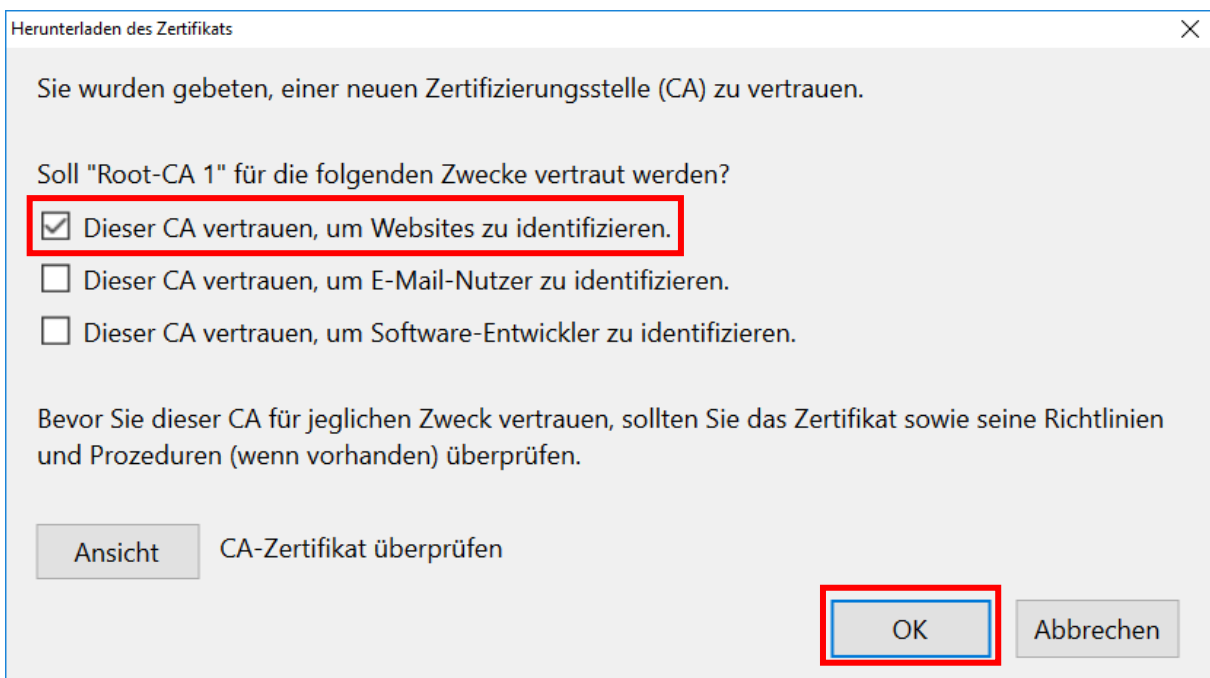 Herunterladen des Zertifikats
Sie wurden gebeten, einer neuen Zertifizierungsstelle (CA) zu vertrauen.
Soll "Root-CA 1" für die folgenden Zwecke vertraut werden?
Dieser CA vertrauen, um Websites zu identifizieren.
Dieser CA vertrauen, um E-Mail-Nutzer zu identifizieren.
Dieser CA vertrauen, um Software-Entwickler zu identifizieren.
Bevor Sie dieser CA für jeglichen Zweck vertrauen, sollten Sie das Zertifikat sowie seine Richtlinien
und Prozeduren (wenn vorhanden) überprüfen.
Ansicht CA-Zertifikat überprüfen
OK Abbrechen